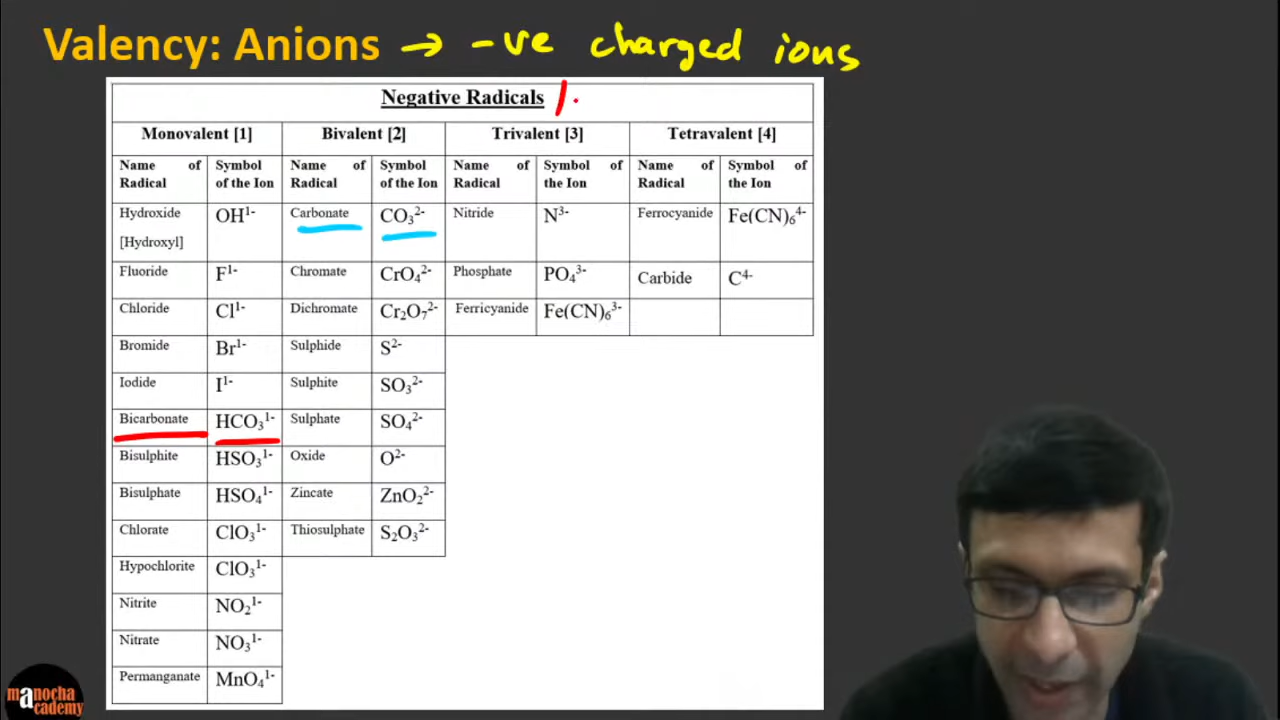 Valency: Anions → -ve charged ions
Negative Radicals
Monovalent [1] Bivalent [2] Trivalent [3] Tetravalent [4]
Name of Radical Symbol of the Ion Name of Radical Symbol of the Ion Name of Radical Symbol of the Ion Name of Radical Symbol of the Ion
Hydroxide [Hydroxyl] OH¹⁻ Carbonate CO₃²⁻ Nitride N³⁻ Ferrocyanide Fe(CN)₆⁴⁻
Fluoride F¹⁻ Chromate CrO₄²⁻ Phosphate PO₄³⁻ Carbide C⁴⁻
Chloride Cl¹⁻ Dichromate Cr₂O₇²⁻ Ferricyanide Fe(CN)₆³⁻
Bromide Br¹⁻ Sulphide S²⁻
Iodide I¹⁻ Sulphite SO₃²⁻
Bicarbonate HCO₃¹⁻ Sulphate SO₄²⁻
Bisulphite HSO₃¹⁻ Oxide O²⁻
Bisulphate HSO₄¹⁻ Zincate ZnO₂²⁻
Chlorate ClO₃¹⁻ Thiosulphate S₂O₃²⁻
Hypochlorite ClO₃¹⁻
Nitrite NO₂¹⁻
Nitrate NO₃¹⁻
Permanganate MnO₄¹⁻
manocha
academy